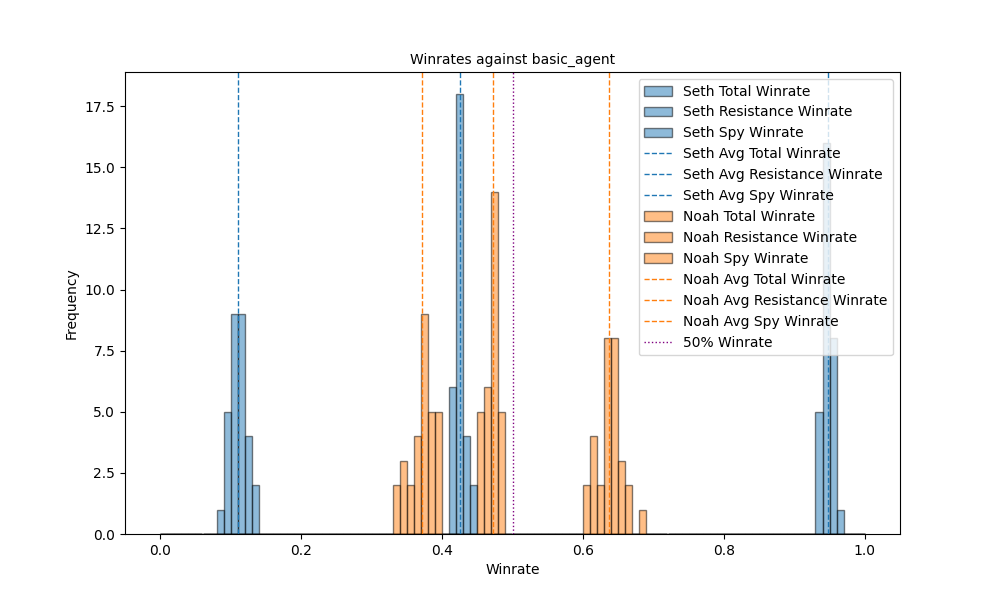 Winrates against basic_agent
17.5
15.0
12.5
10.0
7.5
5.0
2.5
0.0
Frequency
Seth Total Winrate
Seth Resistance Winrate
Seth Spy Winrate
Seth Avg Total Winrate
Seth Avg Resistance Winrate
Seth Avg Spy Winrate
Noah Total Winrate
Noah Resistance Winrate
Noah Spy Winrate
Noah Avg Total Winrate
Noah Avg Resistance Winrate
Noah Avg Spy Winrate
50% Winrate
0.0 0.2 0.4 0.6 0.8 1.0
Winrate